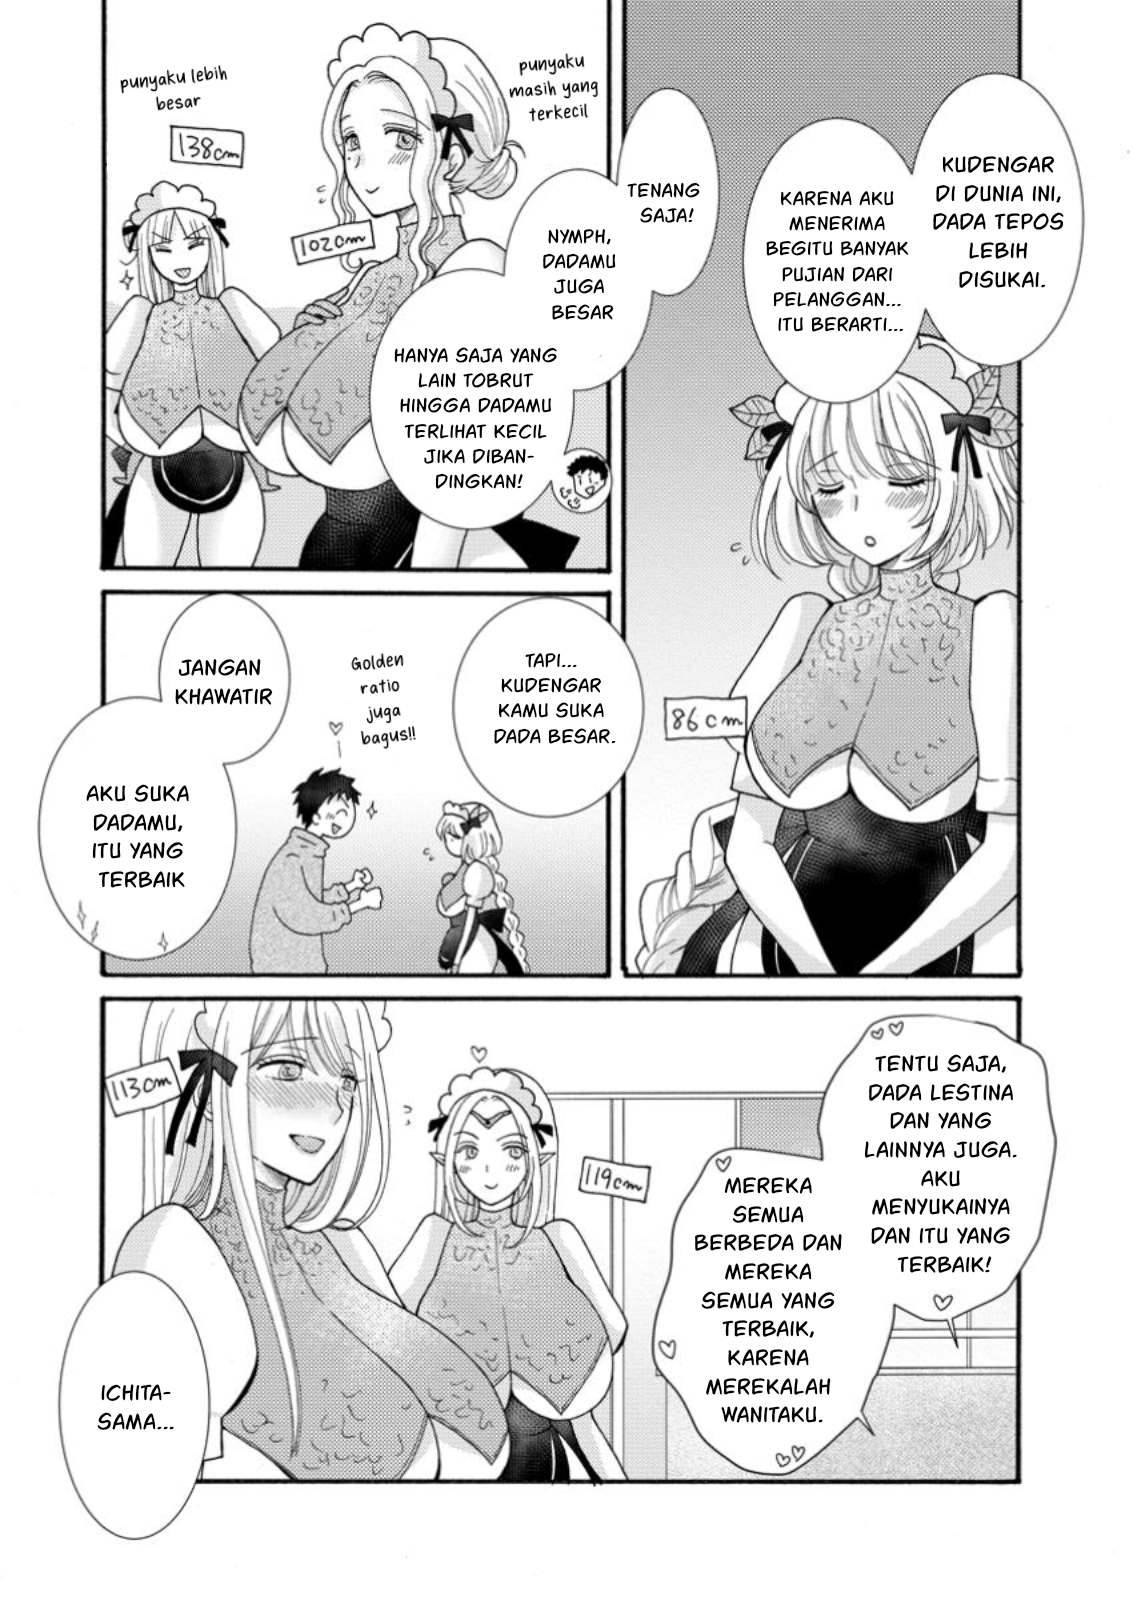 KUDENGAR
DI DUNIA INI,
DADA TEPOS
LEBIH
DISUKAI.
KARENA AKU
MENERIMA
BEGITU BANYAK
PUJIAN DARI
PELANGGAN...
ITU BERARTI...
86cm
TENANG
SAJA!
NYMPH,
DADAMU
JUGA
BESAR
HANYA SAJA YANG
LAIN TOBRUT
HINGGA DADAMU
TERLIHAT KECIL
JIKA DIBAN-
DINGKAN!
punyaku
masih yang
terkecil
102cm
punyaku lebih
besar
138cm
TAPI...
KUDENGAR
KAMU SUKA
DADA BESAR.
Golden
ratio
juga
bagus!!
JANGAN
KHAWATIR
AKU SUKA
DADAMU,
ITU YANG
TERBAIK
TENTU SAJA,
DADA LESTINA
DAN YANG
LAINNYA JUGA.
AKU
MENYUKAINYA
DAN ITU YANG
TERBAIK!
MEREKA
SEMUA
BERBEDA DAN
MEREKA
SEMUA YANG
TERBAIK,
KARENA
MEREKALAH
WANITAKU.
119cm
113cm
ICHITA-
SAMA...